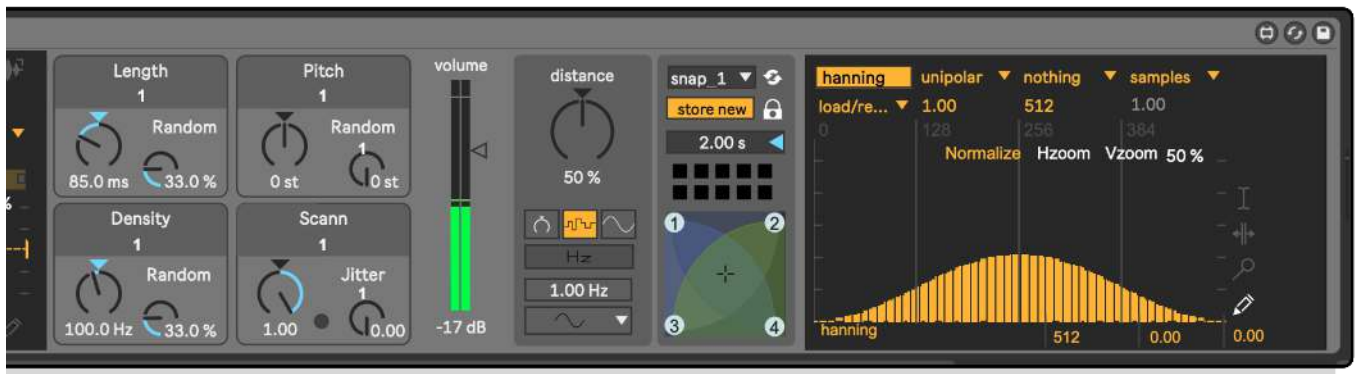 Length
1
Random
85.0 ms
33.0 %
Pitch
1
Random
1
0 st
0 st
Density
1
Random
100.0 Hz
33.0 %
Scann
1
Jitter
1
1.00
0.00
volume
-17 dB
distance
50 %
Hz
1.00 Hz
snap_1
store new
2.00 s
1
2
3
4
hanning unipolar nothing samples
load/re... 1.00 512 1.00
0 128 256 384
Normalize Hzoom Vzoom 50 %
hanning
512 0.00 0.00